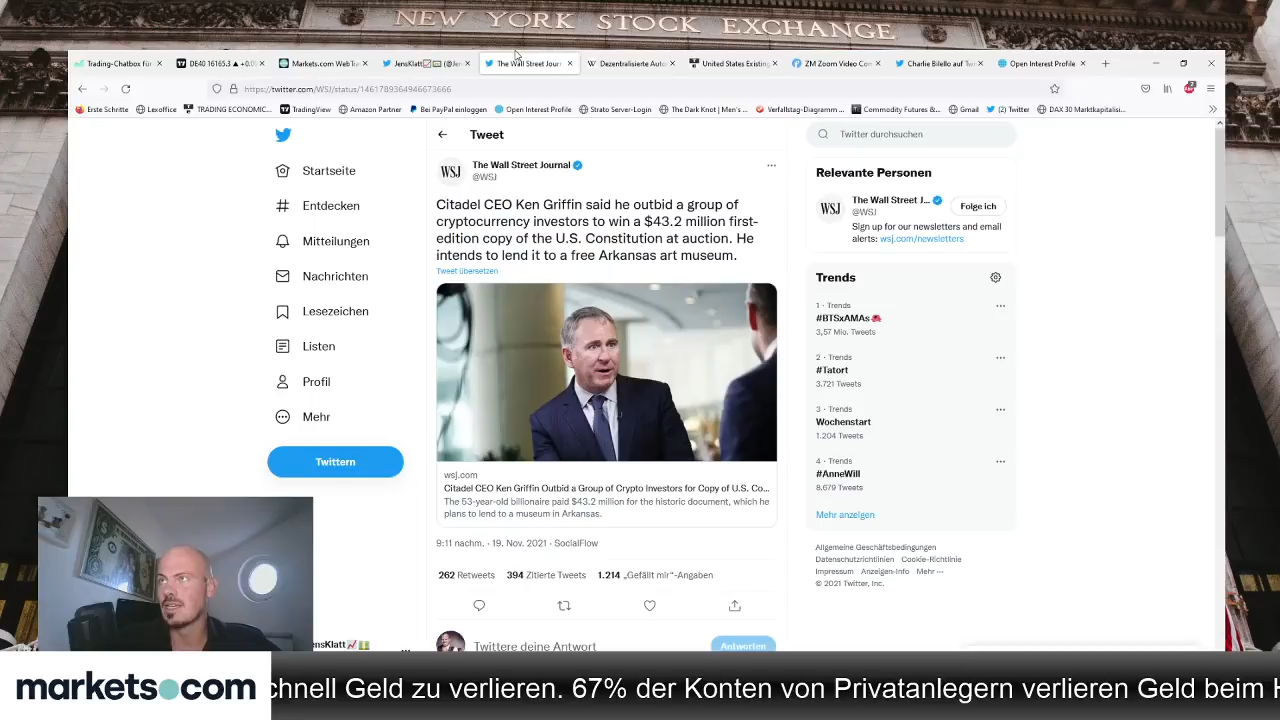 NEW YORK STOCK EXCHANGE
Trading-Chatbox für
DE40 16165.3 ▲ +0.0
Markets.com WebTra
JensKlatt📈💵 (@Jen
The Wall Street Jour
Dezentralisierte Auto
United States Existing
ZM Zoom Video Con
Charlie Bilello auf Twi
Open Interest Profile
https://twitter.com/WSJ/status/1461789364946673666
Erste Schritte
Lexoffice
TRADING ECONOMIC...
TradingView
Amazon Partner
Bei PayPal einloggen
Open Interest Profile
Strato Server-Login
The Dark Knot | Men's ...
Verfallstag-Diagramm ...
Commodity Futures &...
Gmail
(2) Twitter
DAX 30 Marktkapitalisi...
Startseite
Entdecken
Mitteilungen
Nachrichten
Lesezeichen
Listen
Profil
Mehr
Twittern
JensKlatt📈💵
Tweet
WSJ
The Wall Street Journal
@WSJ
Citadel CEO Ken Griffin said he outbid a group of
cryptocurrency investors to win a $43.2 million first-
edition copy of the U.S. Constitution at auction. He
intends to lend it to a free Arkansas art museum.
Tweet übersetzen
wsj.com
Citadel CEO Ken Griffin Outbid a Group of Crypto Investors for Copy of U.S. Co...
The 53-year-old billionaire paid $43.2 million for the historic document, which he
plans to lend to a museum in Arkansas.
9:11 nachm. · 19. Nov. 2021 · SocialFlow
262 Retweets 394 Zitierte Tweets 1.214 „Gefällt mir“-Angaben
Twittere deine Antwort
Antworten
Twitter durchsuchen
Relevante Personen
WSJ
The Wall Street J...
@WSJ
Folge ich
Sign up for our newsletters and email
alerts: wsj.com/newsletters
Trends
1 · Trends
#BTSxAMAs
3,57 Mio. Tweets
2 · Trends
#Tatort
3.721 Tweets
3 · Trends
Wochenstart
1.204 Tweets
4 · Trends
#AnneWill
8.679 Tweets
Mehr anzeigen
Allgemeine Geschäftsbedingungen
Datenschutzrichtlinien Cookie-Richtlinie
Impressum Anzeigen-Info Mehr ···
© 2021 Twitter, Inc.
markets.com
chnell Geld zu verlieren. 67% der Konten von Privatanlegern verlieren Geld beim H